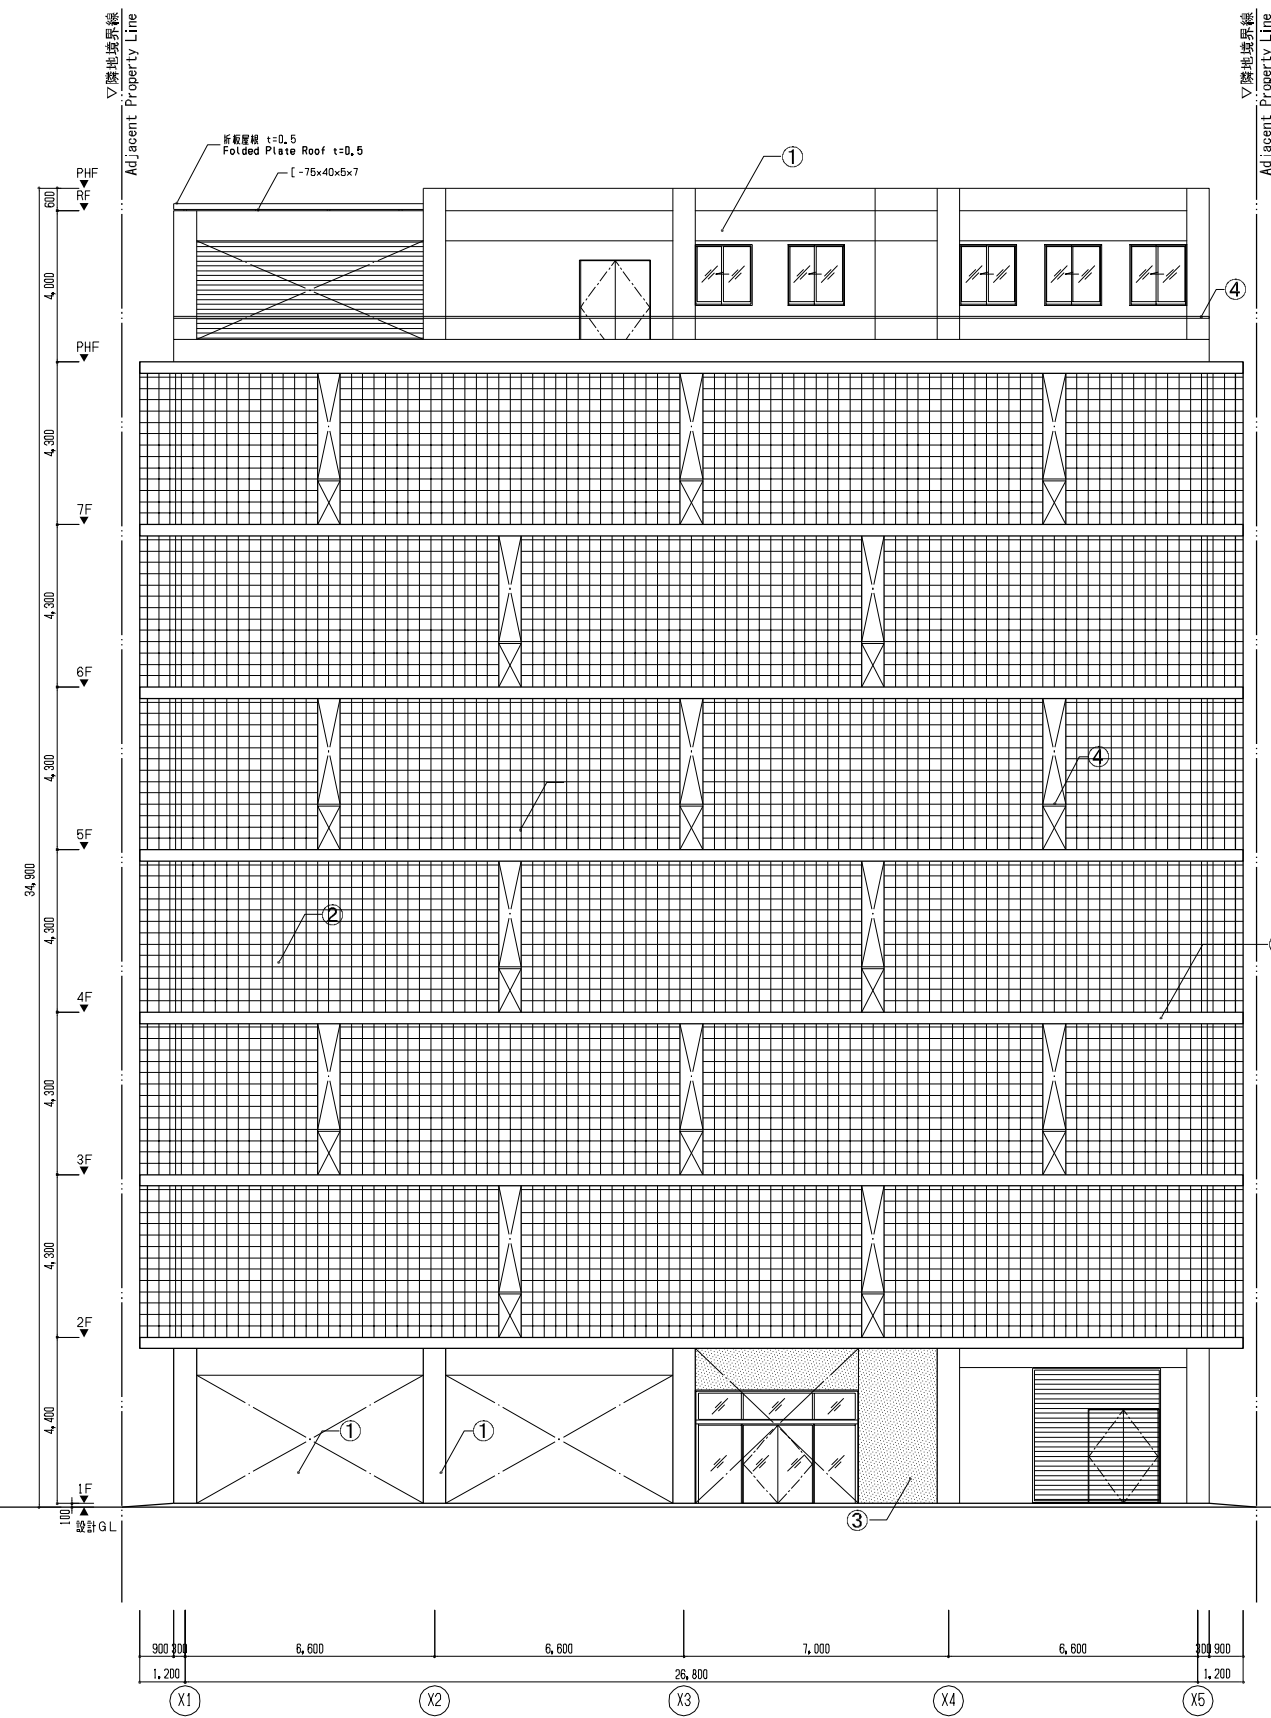 ▽隣地境界線
Adjacent Property Line
▽隣地境界線
Adjacent Property Line
折板屋根 t=0.5
Folded Plate Roof t=0.5
[ -75×40×5×7
①
PHF
RF
600
4,000
④
PHF
4,300
7F
4,300
6F
4,300
④
5F
34,900
4,300
②
4F
4,300
3F
4,300
2F
4,400
①
①
1F
100
設計GL
③
900
300
6,600
6,600
7,000
6,600
300
900
1,200
26,800
1,200
X1
X2
X3
X4
X5